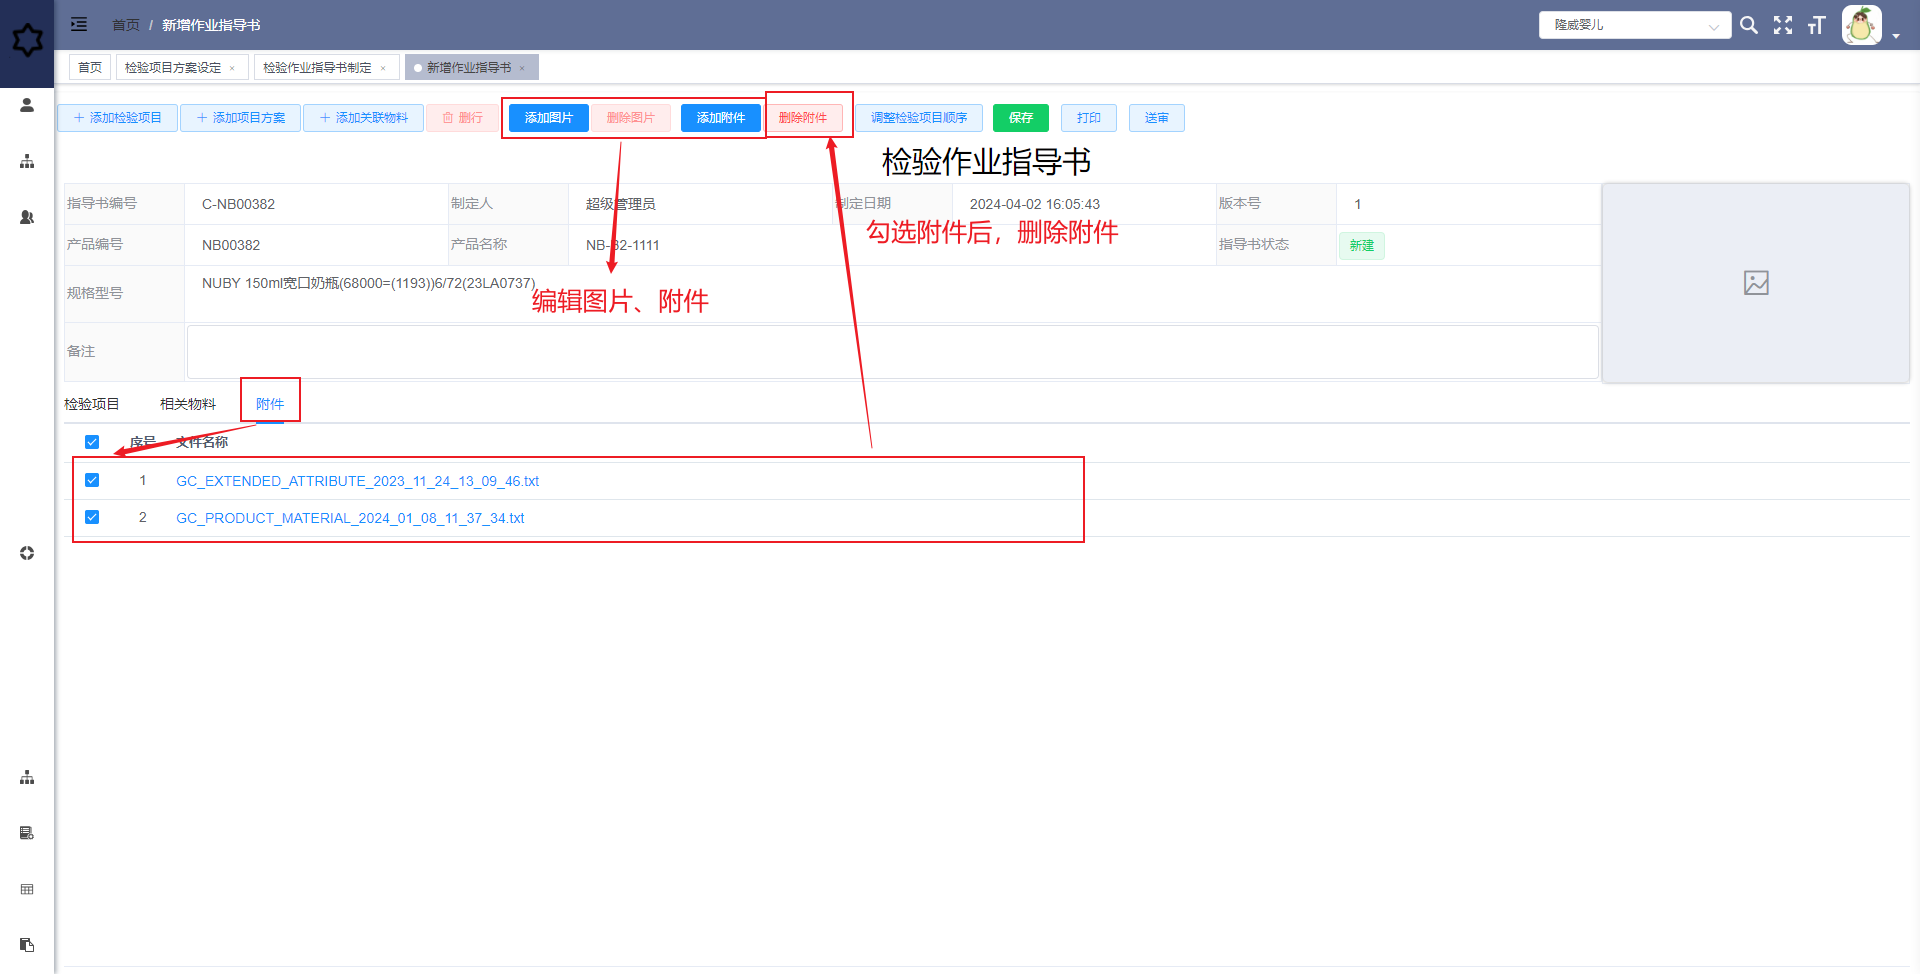 首页 / 新增作业指导书
隆威婴儿
首页 检验项目方案设定 × 检验作业指导书制定 × 新增作业指导书 ×
添加检验项目 添加项目方案 添加关联物料 删行 添加图片 删除图片 添加附件 删除附件 调整检验项目顺序 保存 打印 送审
检验作业指导书
指导书编号 C-NB00382 制定人 超级管理员 制定日期 2024-04-02 16:05:43 版本号 1
勾选附件后，删除附件
产品编号 NB00382 产品名称 NB-82-1111 指导书状态 新建
规格型号 NUBY 150ml宽口奶瓶(68000=(1193))6/72(23LA0737)
编辑图片、附件
备注
检验项目 相关物料 附件
序号 文件名称
1 GC_EXTENDED_ATTRIBUTE_2023_11_24_13_09_46.txt
2 GC_PRODUCT_MATERIAL_2024_01_08_11_37_34.txt